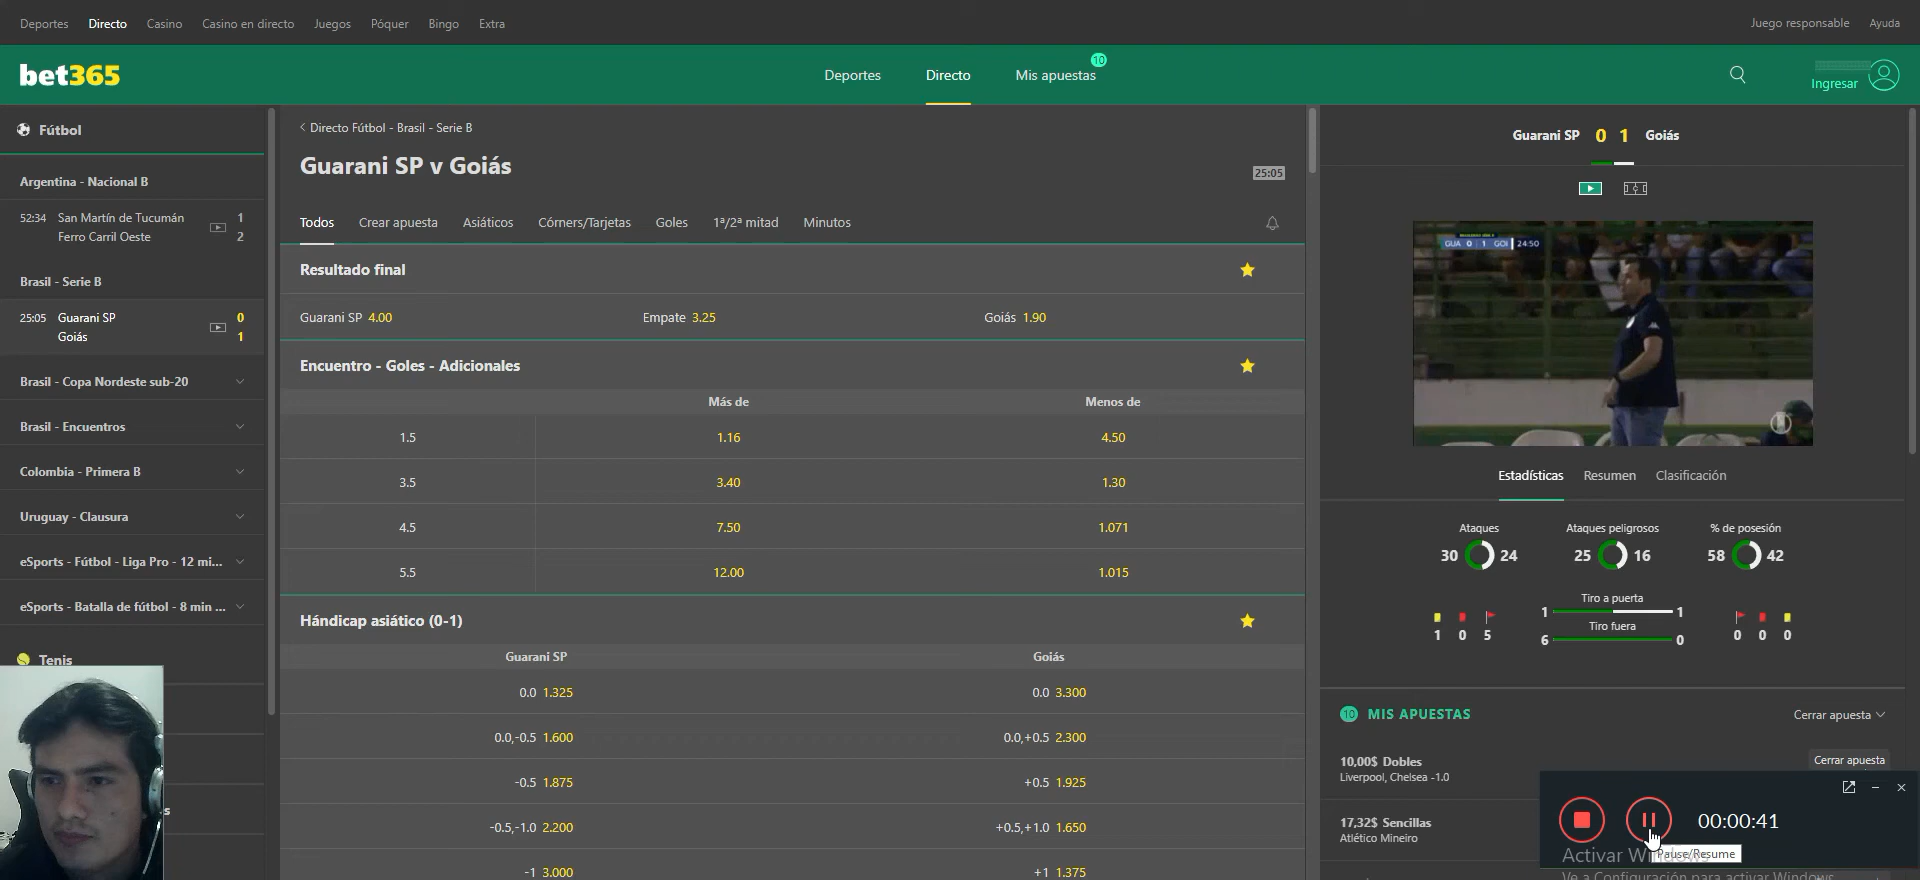 Deportes Directo Casino Casino en directo Juegos Póquer Bingo Extra Juego responsable Ayuda
bet365
Deportes Directo Mis apuestas 10
Ingresar
Fútbol
Argentina - Nacional B
52:34 San Martín de Tucumán 1
Ferro Carril Oeste 2
Brasil - Serie B
25:05 Guarani SP 0
Goiás 1
Brasil - Copa Nordeste sub-20
Brasil - Encuentros
Colombia - Primera B
Uruguay - Clausura
eSports - Fútbol - Liga Pro - 12 mi...
eSports - Batalla de fútbol - 8 min ...
Tenis
s
< Directo Fútbol - Brasil - Serie B
Guarani SP v Goiás
25:05
Todos Crear apuesta Asiáticos Córners/Tarjetas Goles 1ª/2ª mitad Minutos
Resultado final
Guarani SP 4.00 Empate 3.25 Goiás 1.90
Encuentro - Goles - Adicionales
Más de Menos de
1.5 1.16 4.50
3.5 3.40 1.30
4.5 7.50 1.071
5.5 12.00 1.015
Hándicap asiático (0-1)
Guarani SP Goiás
0.0 1.325 0.0 3.300
0.0,-0.5 1.600 0.0,+0.5 2.300
-0.5 1.875 +0.5 1.925
-0.5,-1.0 2.200 +0.5,+1.0 1.650
-1 3.000 +1 1.375
Guarani SP 0 1 Goiás
GUA 0 1 GOI 24:50
Estadísticas Resumen Clasificación
Ataques Ataques peligrosos % de posesión
30 24 25 16 58 42
Tiro a puerta
1 1
Tiro fuera
6 0
1 0 5 0 0 0
10 MIS APUESTAS Cerrar apuesta
10,00$ Dobles Cerrar apuesta
Liverpool, Chelsea -1.0
17,32$ Sencillas
Atlético Mineiro
00:00:41
Pause/Resume
Activar Windows
Ve a Configuración para activar Windows.